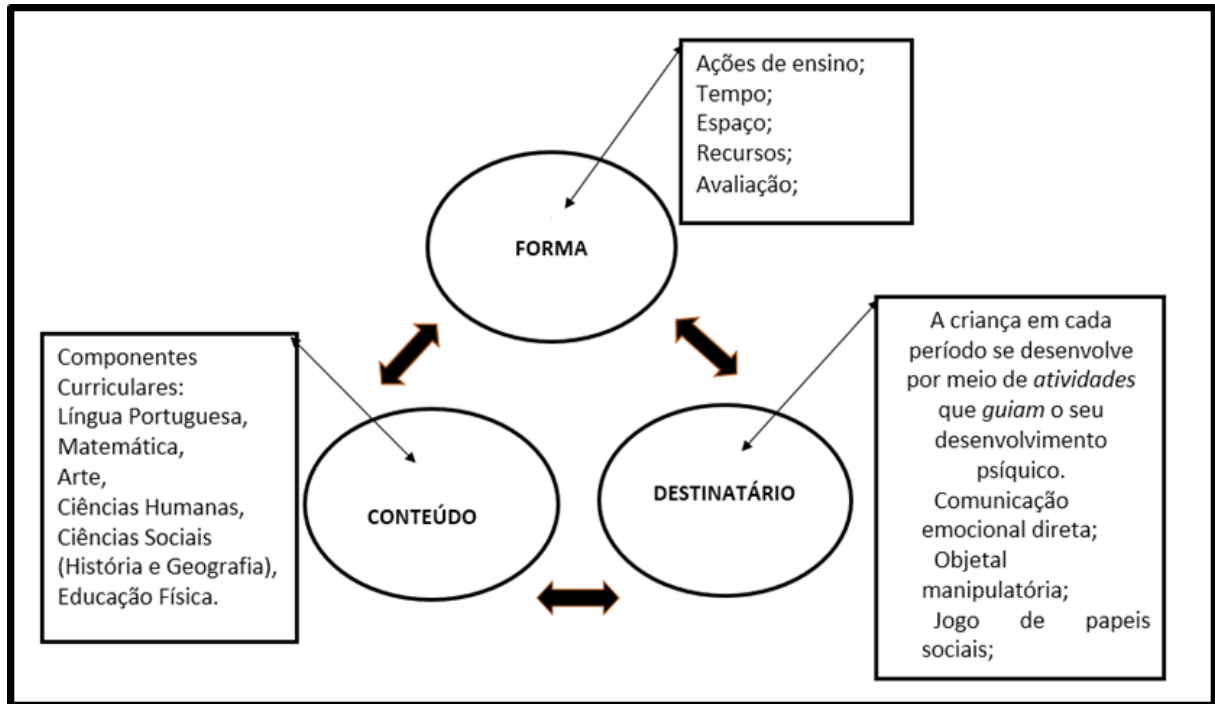 Ações de ensino;
Tempo;
Espaço;
Recursos;
Avaliação;
FORMA
Componentes
Curriculares:
Língua Portuguesa,
Matemática,
Arte,
Ciências Humanas,
Ciências Sociais
(História e Geografia),
Educação Física.
CONTEÚDO
DESTINATÁRIO
A criança em cada
período se desenvolve
por meio de atividades
que guiam o seu
desenvolvimento
psíquico.
Comunicação
emocional direta;
Objetal
manipulatória;
Jogo de papeis
sociais;